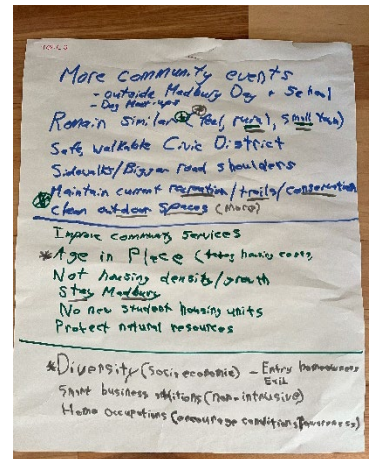 More community events
- outside Madbury Day + School
- Dog Meet-ups
Remain similar (feel, rural, small town)
Safe, walkable Civic District
Sidewalks/Bigger road shoulders
Maintain current recreation/trails/conservation
clean outdoor spaces (more)
Improve community services
*Age in Place (taxes, housing costs,
Not housing density/growth
Stay Madbury
No new student housing units
Protect natural resources
*Diversity (socioeconomic) - Entry homeowners
Exit
Small business additions (non-intrusive)
Home Occupations (encourage conditions/awareness)